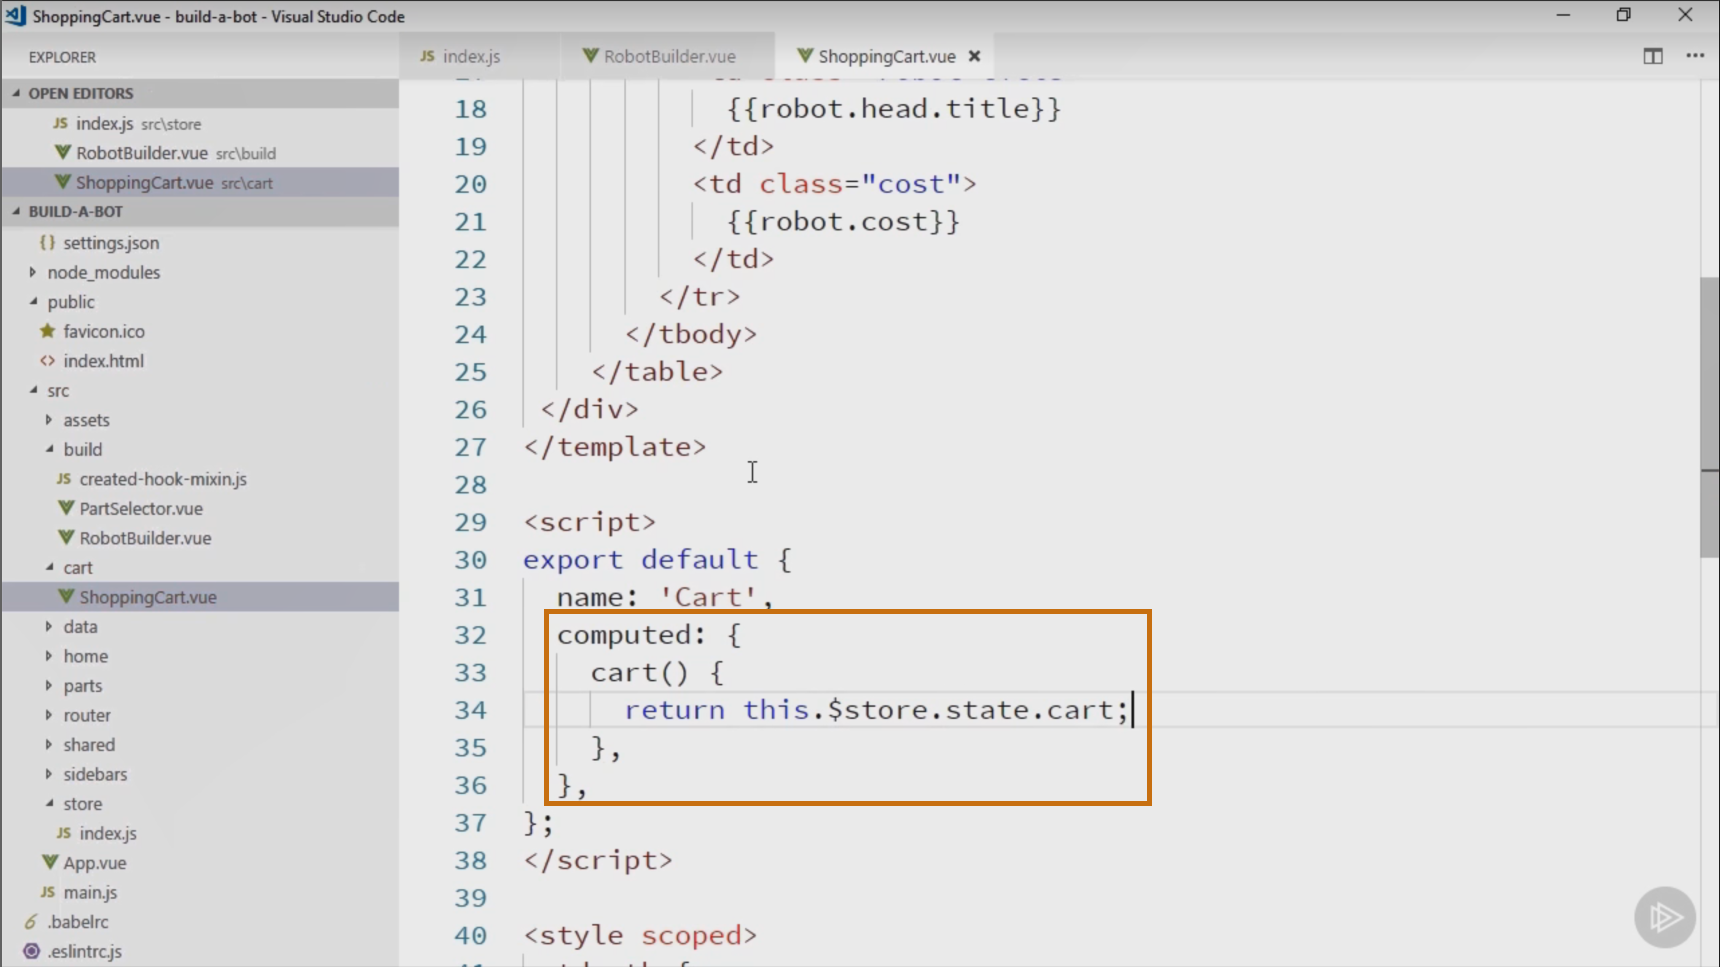 ShoppingCart.vue - build-a-bot - Visual Studio Code
EXPLORER
OPEN EDITORS
JS index.js src\store
RobotBuilder.vue src\build
ShoppingCart.vue src\cart
BUILD-A-BOT
{} settings.json
node_modules
public
favicon.ico
<> index.html
src
assets
build
JS created-hook-mixin.js
PartSelector.vue
RobotBuilder.vue
cart
ShoppingCart.vue
data
home
parts
router
shared
sidebars
store
JS index.js
App.vue
JS main.js
.babelrc
.eslintrc.js
JS index.js RobotBuilder.vue ShoppingCart.vue
18 {{robot.head.title}}
19 </td>
20 <td class="cost">
21 {{robot.cost}}
22 </td>
23 </tr>
24 </tbody>
25 </table>
26 </div>
27 </template>
28
29 <script>
30 export default {
31 name: 'Cart',
32 computed: {
33 cart() {
34 return this.$store.state.cart;
35 },
36 },
37 };
38 </script>
39
40 <style scoped>